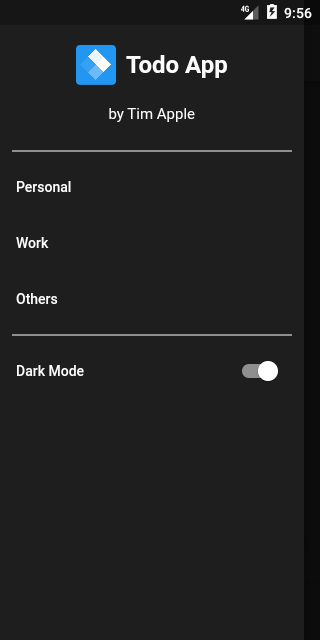 4G 9:56
Todo App
by Tim Apple
Personal
Work
Others
Dark Mode